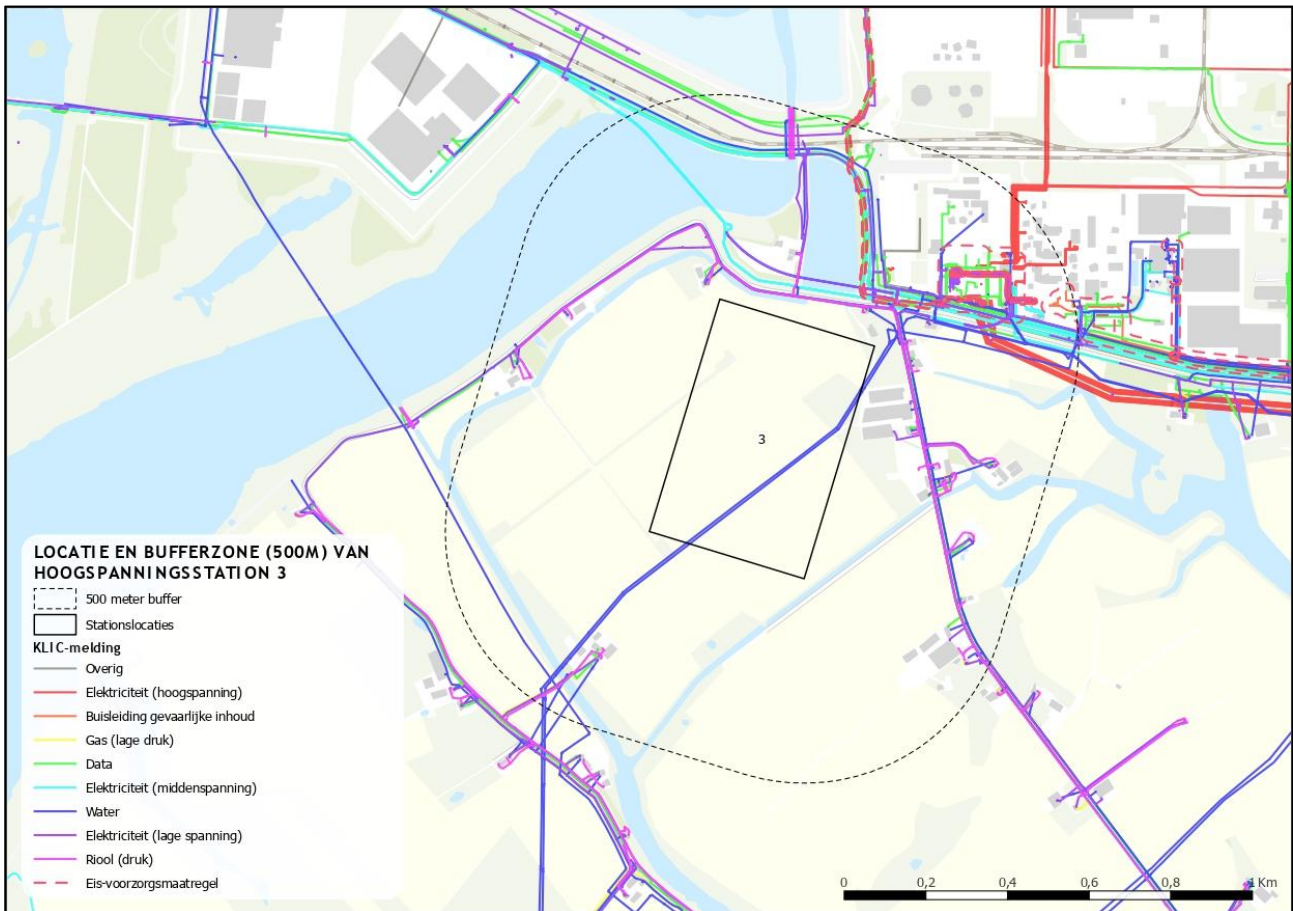 3
LOCATIE EN BUFFERZONE (500M) VAN
HOOGSPANNINGSSTATION 3
500 meter buffer
Stationslocaties
KLIC-melding
Overig
Elektriciteit (hoogspanning)
Buisleiding gevaarlijke inhoud
Gas (lage druk)
Data
Elektriciteit (middenspanning)
Water
Elektriciteit (lage spanning)
Riool (druk)
Eis-voorzorgsmaatregel
0 0,2 0,4 0,6 0,8 1 Km